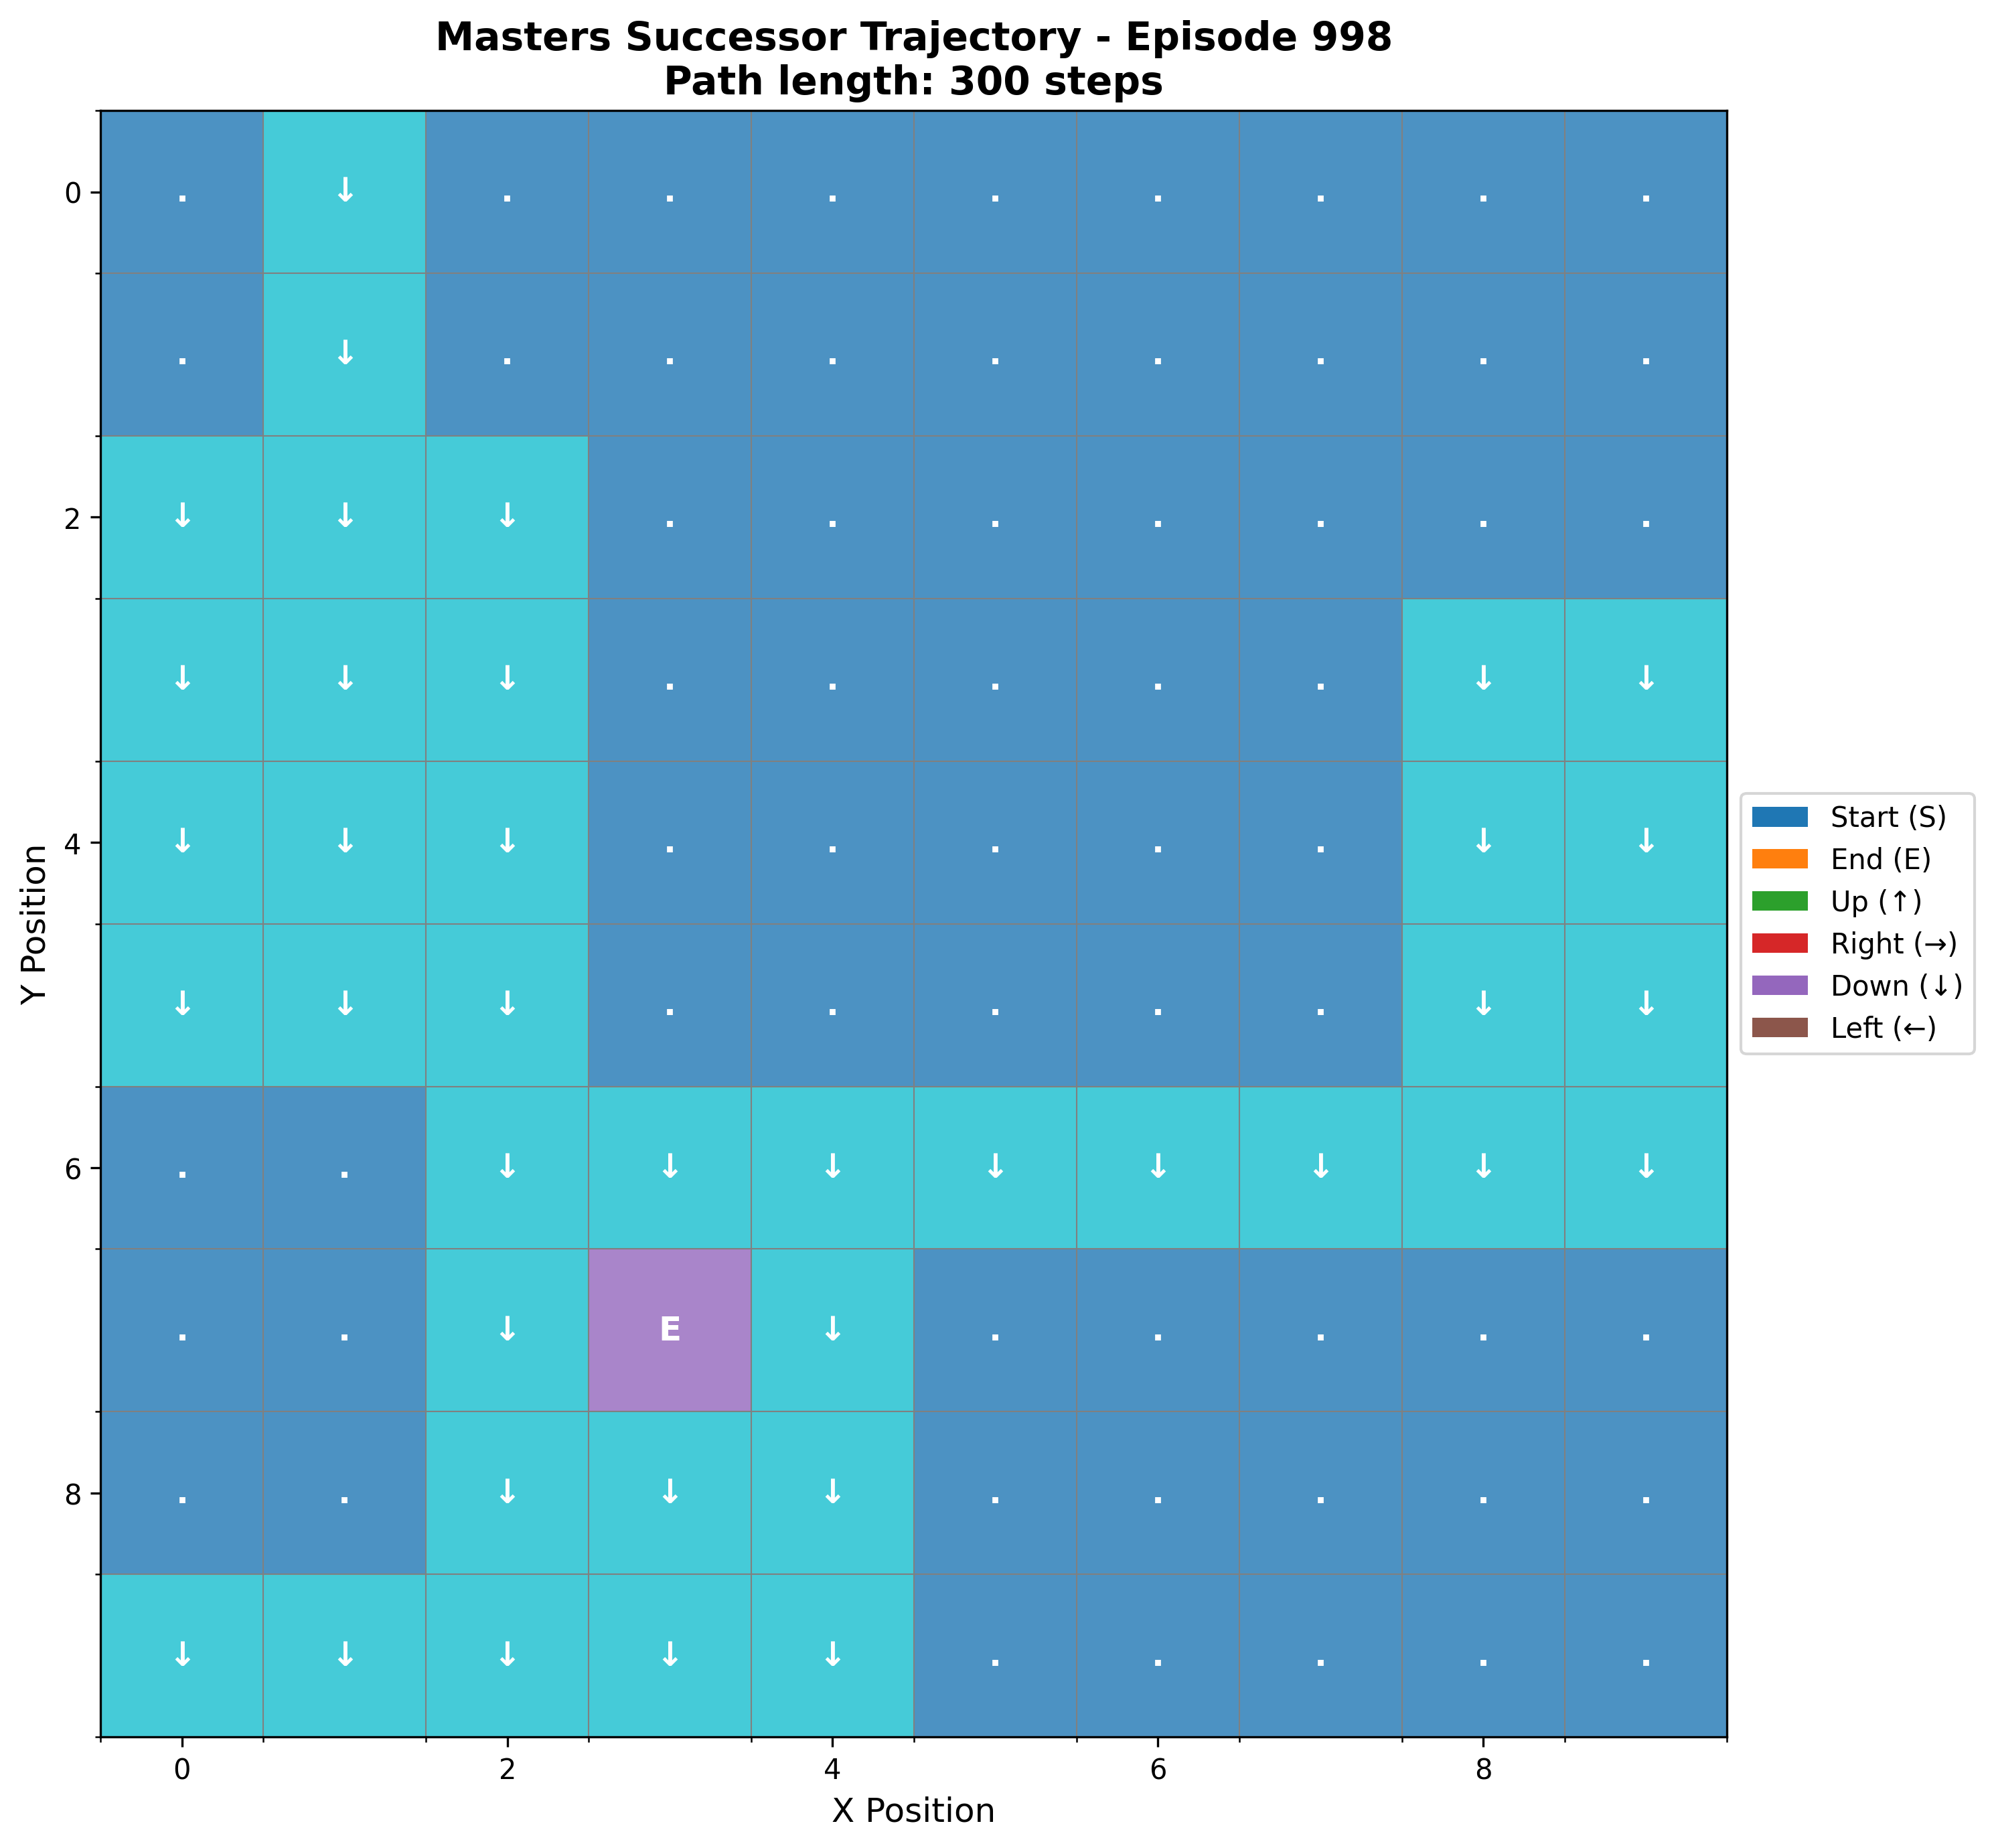 Masters Successor Trajectory - Episode 998
Path length: 300 steps
0 . ↓ . . . . . . . .
. ↓ . . . . . . . .
2 ↓ ↓ ↓ . . . . . . .
↓ ↓ ↓ . . . . . ↓ ↓
4 ↓ ↓ ↓ . . . . . ↓ ↓
↓ ↓ ↓ . . . . . ↓ ↓
6 . . ↓ ↓ ↓ ↓ ↓ ↓ ↓ ↓
. . ↓ E ↓ . . . . .
8 . . ↓ ↓ ↓ . . . . .
↓ ↓ ↓ ↓ ↓ . . . . .
0 2 4 6 8
X Position
Y Position
Start (S)
End (E)
Up (↑)
Right (→)
Down (↓)
Left (←)